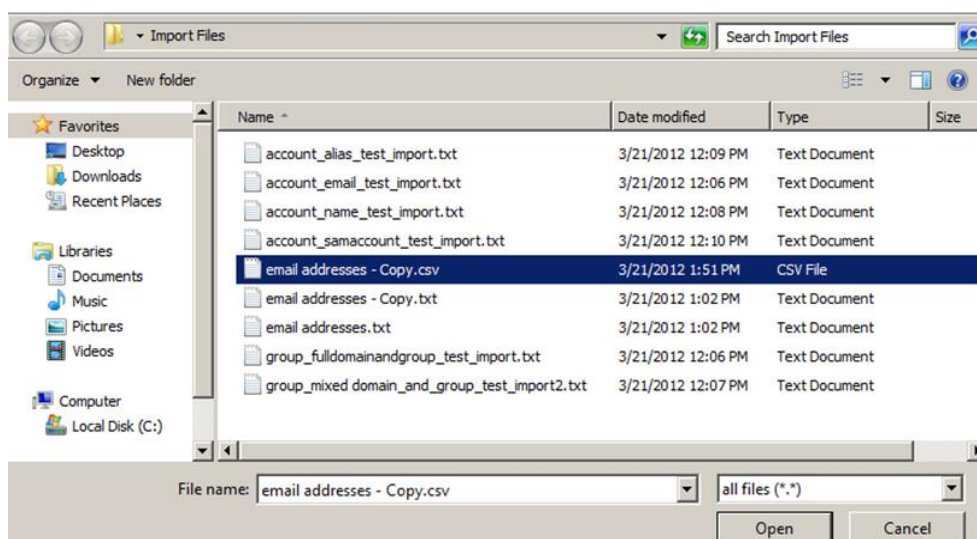 Import Files
Search Import Files
Organize New folder
Name Date modified Type Size
Favorites
Desktop
Downloads
Recent Places
Libraries
Documents
Music
Pictures
Videos
Computer
Local Disk (C:)
account_alias_test_import.txt 3/21/2012 12:09 PM Text Document
account_email_test_import.txt 3/21/2012 12:06 PM Text Document
account_name_test_import.txt 3/21/2012 12:08 PM Text Document
account_samaccount_test_import.txt 3/21/2012 12:10 PM Text Document
email addresses - Copy.csv 3/21/2012 1:51 PM CSV File
email addresses - Copy.txt 3/21/2012 1:02 PM Text Document
email addresses.txt 3/21/2012 1:02 PM Text Document
group_fulldomainandgroup_test_import.txt 3/21/2012 12:06 PM Text Document
group_mixed domain_and_group_test_import2.txt 3/21/2012 12:07 PM Text Document
File name: email addresses - Copy.csv all files (*.*)
Open Cancel